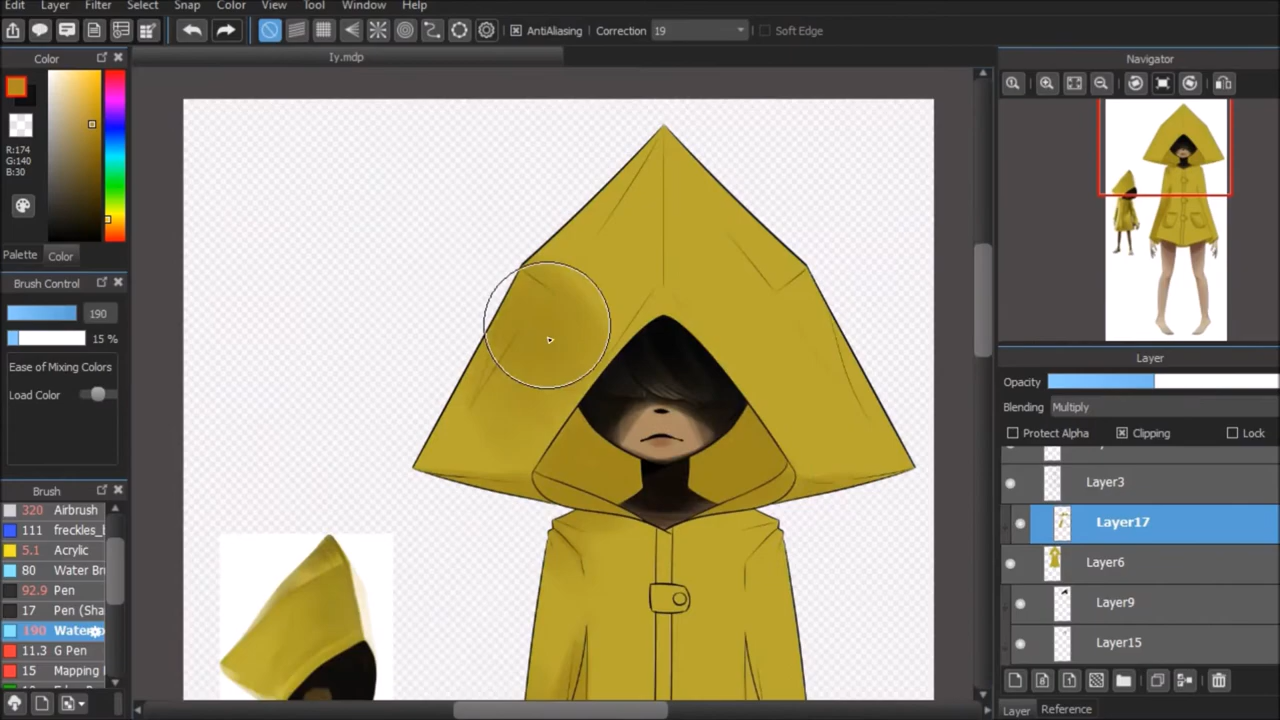 Edit Layer Filter Select Snap Color View Tool Window Help
AntiAliasing Correction 19 Soft Edge
Color
Iy.mdp
Navigator
R:174
G:140
B:30
Palette Color
Brush Control
190
15 %
Ease of Mixing Colors
Load Color
Brush
320 Airbrush
111 freckles_b
5.1 Acrylic
80 Water Bru
92.9 Pen
17 Pen (Sha
190 Waterco
11.3 G Pen
15 Mapping
Layer
Opacity
Blending Multiply
Protect Alpha Clipping Lock
Layer3
Layer17
Layer6
Layer9
Layer15
Layer Reference